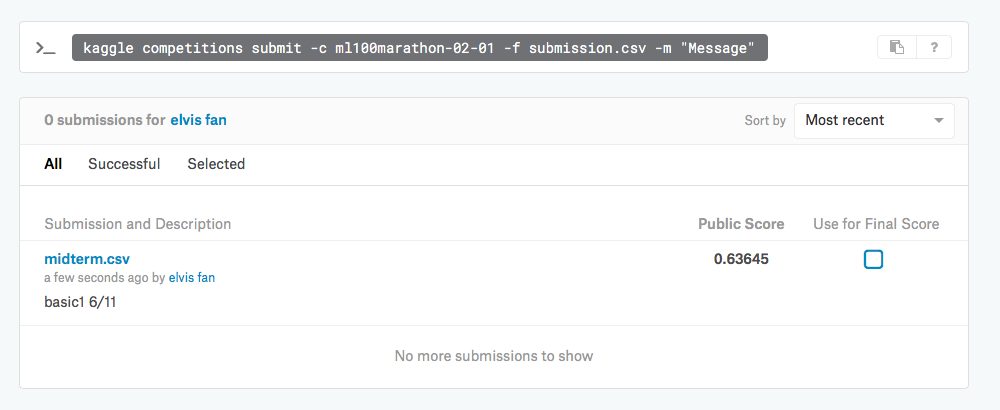 >_ kaggle competitions submit -c ml100marathon-02-01 -f submission.csv -m "Message" ?
0 submissions for elvis fan Sort by Most recent
All Successful Selected
Submission and Description Public Score Use for Final Score
midterm.csv 0.63645
a few seconds ago by elvis fan
basic1 6/11
No more submissions to show